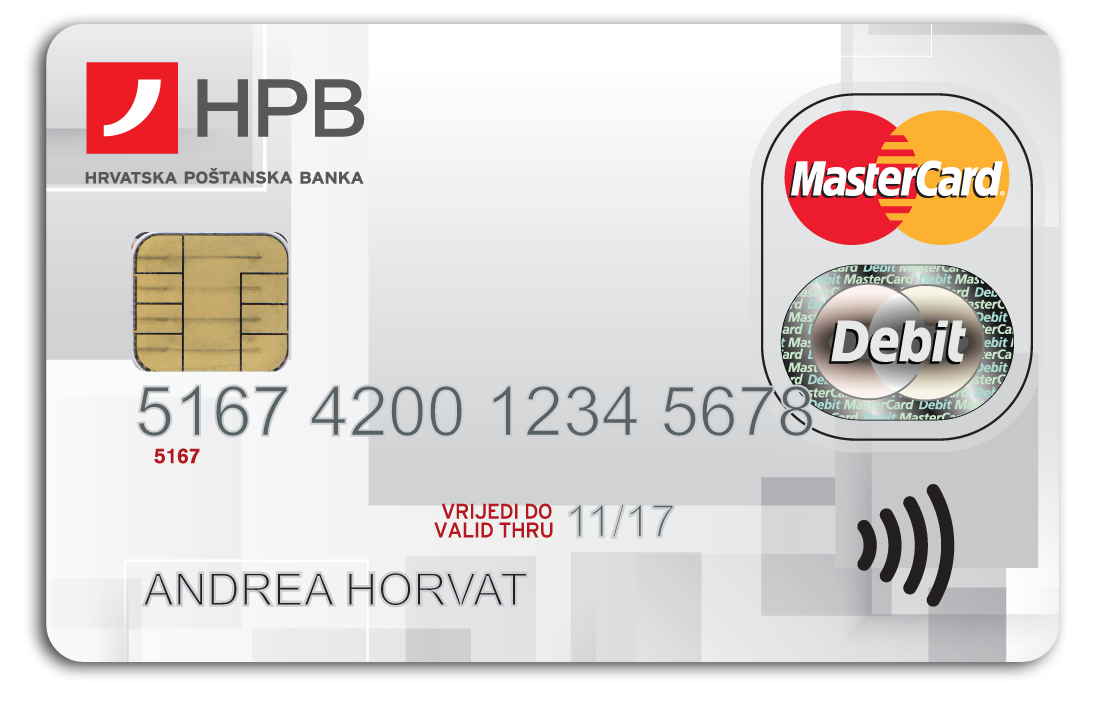 HPB
HRVATSKA POŠTANSKA BANKA
MasterCard
Debit
5167 4200 1234 5678
5167
VRIJEDI DO
VALID THRU 11/17
ANDREA HORVAT